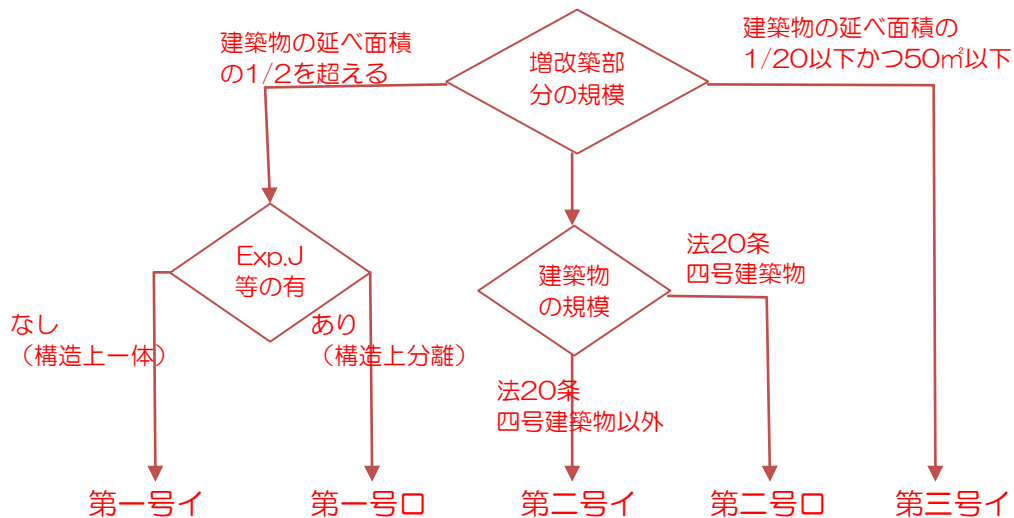 建築物の延べ面積
の1/2を超える
増改築部
分の規模
建築物の延べ面積の
1/20以下かつ50㎡以下
Exp.J
等の有
建築物
の規模
法20条
四号建築物
なし
（構造上一体）
あり
（構造上分離）
法20条
四号建築物以外
第一号イ
第一号ロ
第二号イ
第二号ロ
第三号イ